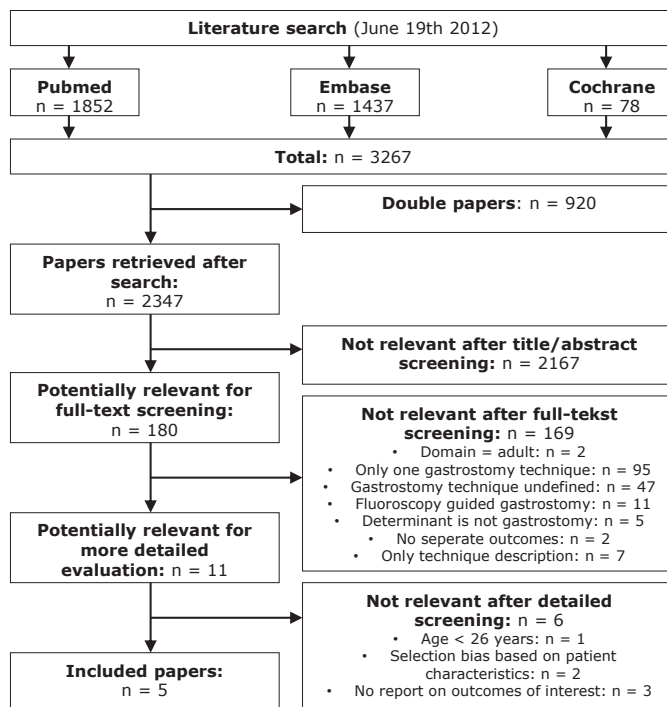 Literature search (June 19th 2012)
Pubmed
n = 1852
Embase
n = 1437
Cochrane
n = 78
Total: n = 3267
Double papers: n = 920
Papers retrieved after
search:
n = 2347
Not relevant after title/abstract
screening: n = 2167
Potentially relevant for
full-text screening:
n = 180
Not relevant after full-tekst
screening: n = 169
• Domain = adult: n = 2
• Only one gastrostomy technique: n = 95
• Gastrostomy technique undefined: n = 47
• Fluoroscopy guided gastrostomy: n = 11
• Determinant is not gastrostomy: n = 5
• No seperate outcomes: n = 2
• Only technique description: n = 7
Potentially relevant for
more detailed
evaluation: n = 11
Not relevant after detailed
screening: n = 6
• Age < 26 years: n = 1
• Selection bias based on patient
characteristics: n = 2
• No report on outcomes of interest: n = 3
Included papers:
n = 5